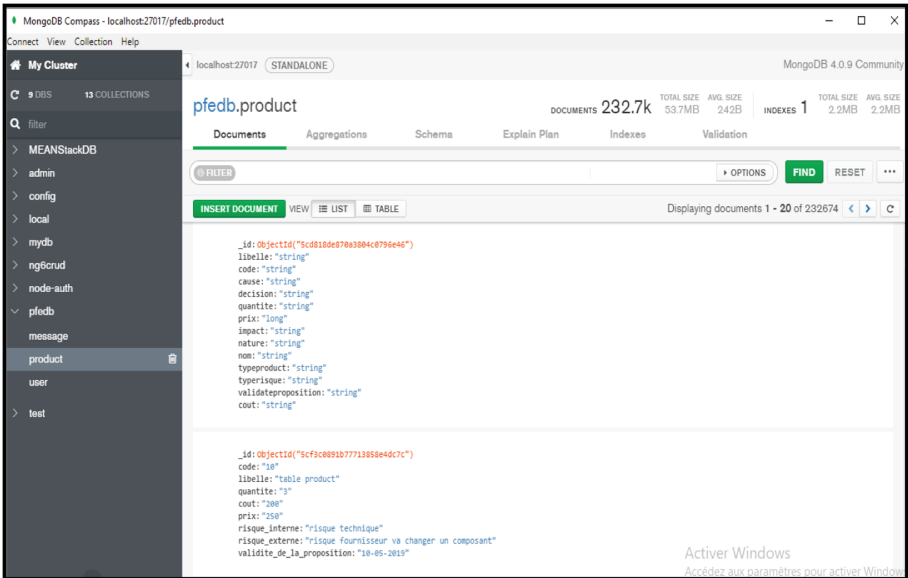 MongoDB Compass - localhost:27017/pfedb.product
Connect View Collection Help
My Cluster
localhost:27017 STANDALONE
MongoDB 4.0.9 Community
9 DBS 13 COLLECTIONS
filter
MEANStackDB
admin
config
local
mydb
ng6crud
node-auth
pfedb
message
product
user
test
pfedb.product
DOCUMENTS 232.7k TOTAL SIZE 53.7MB AVG. SIZE 242B INDEXES 1 TOTAL SIZE 2.2MB AVG. SIZE 2.2MB
Documents Aggregations Schema Explain Plan Indexes Validation
FILTER OPTIONS FIND RESET ...
INSERT DOCUMENT VIEW LIST TABLE Displaying documents 1 - 20 of 232674 < > C
_id: ObjectId("5cd818de870a3804c0796e46")
libelle: "string"
code: "string"
cause: "string"
decision: "string"
quantite: "string"
prix: "long"
impact: "string"
nature: "string"
nom: "string"
typeproduct: "string"
typerisque: "string"
validateproposition: "string"
cout: "string"
_id: ObjectId("5cf3c0891b77713858e4dc7c")
code: "10"
libelle: "table product"
quantite: "3"
cout: "200"
prix: "250"
risque_interne: "risque technique"
risque_externe: "risque fournisseur va changer un composant"
validite_de_la_proposition: "10-05-2019"
Activer Windows
Accédez aux paramètres pour activer Window